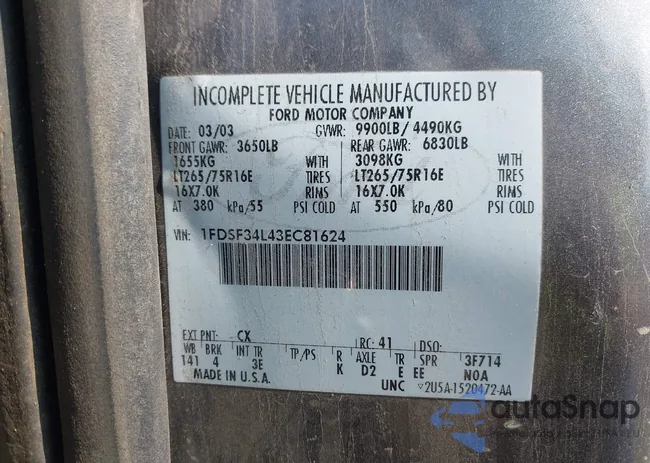 INCOMPLETE VEHICLE MANUFACTURED BY
FORD MOTOR COMPANY
DATE: 03/03 GVWR: 9900LB/ 4490KG
FRONT GAWR: 3650LB REAR GAWR: 6830LB
1655KG WITH 3098KG WITH
LT265/75R16E TIRES LT265/75R16E TIRES
16X7.0K RIMS 16X7.0K RIMS
AT 380 kPa/55 PSI COLD AT 550 kPa/80 PSI COLD
VIN: 1FDSF34L43EC81624
EXT PNT: CX RC: 41 DSO:
WB BRK INT TR TP/PS R AXLE TR SPR 3F714
141 4 3E K D2 E EE N0A
MADE IN U.S.A. UNC 2U5A-1520472-AA
autoSnap